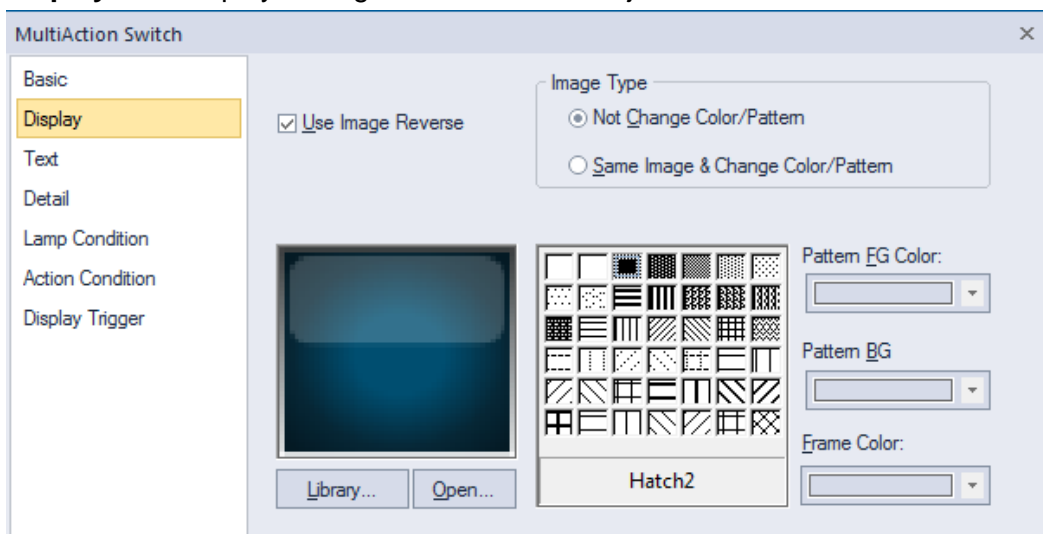 MultiAction Switch
Basic
Display
Text
Detail
Lamp Condition
Action Condition
Display Trigger
Use Image Reverse
Image Type
Not Change Color/Pattern
Same Image & Change Color/Pattern
Library...
Open...
Hatch2
Pattern FG Color:
Pattern BG
Frame Color: